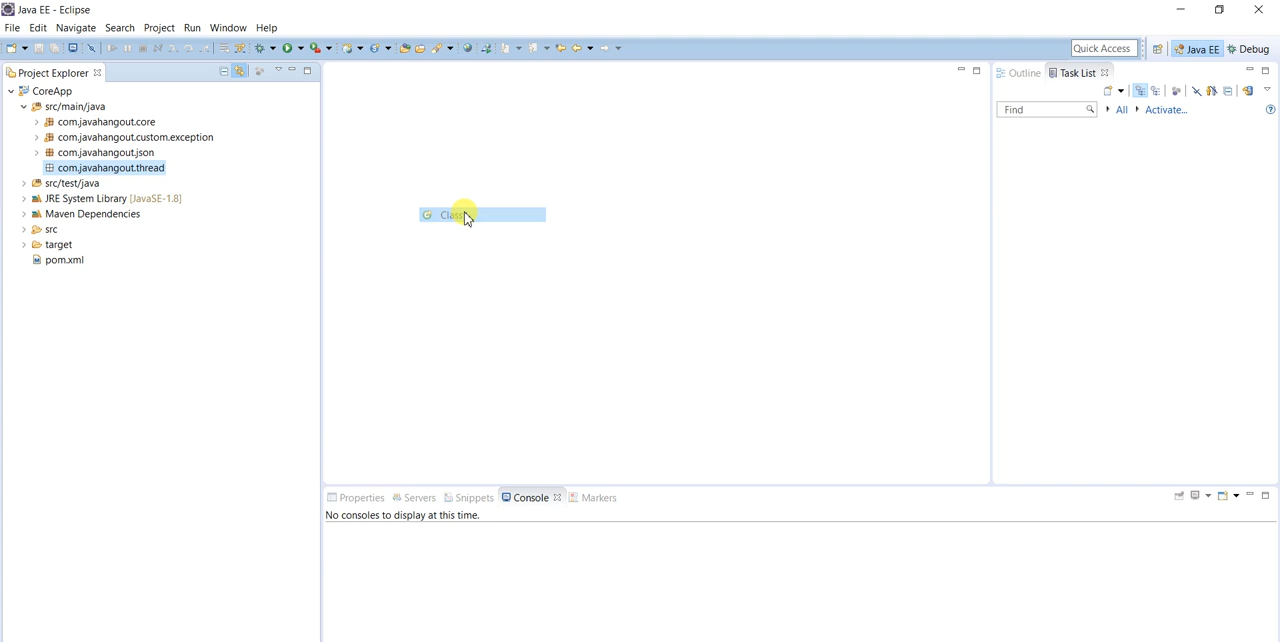 Java EE - Eclipse
File Edit Navigate Search Project Run Window Help
Quick Access Java EE Debug
Project Explorer
CoreApp
src/main/java
com.javahangout.core
com.javahangout.custom.exception
com.javahangout.json
com.javahangout.thread
src/test/java
JRE System Library [JavaSE-1.8]
Maven Dependencies
src
target
pom.xml
Class
Outline Task List
Find All Activate...
Properties Servers Snippets Console Markers
No consoles to display at this time.